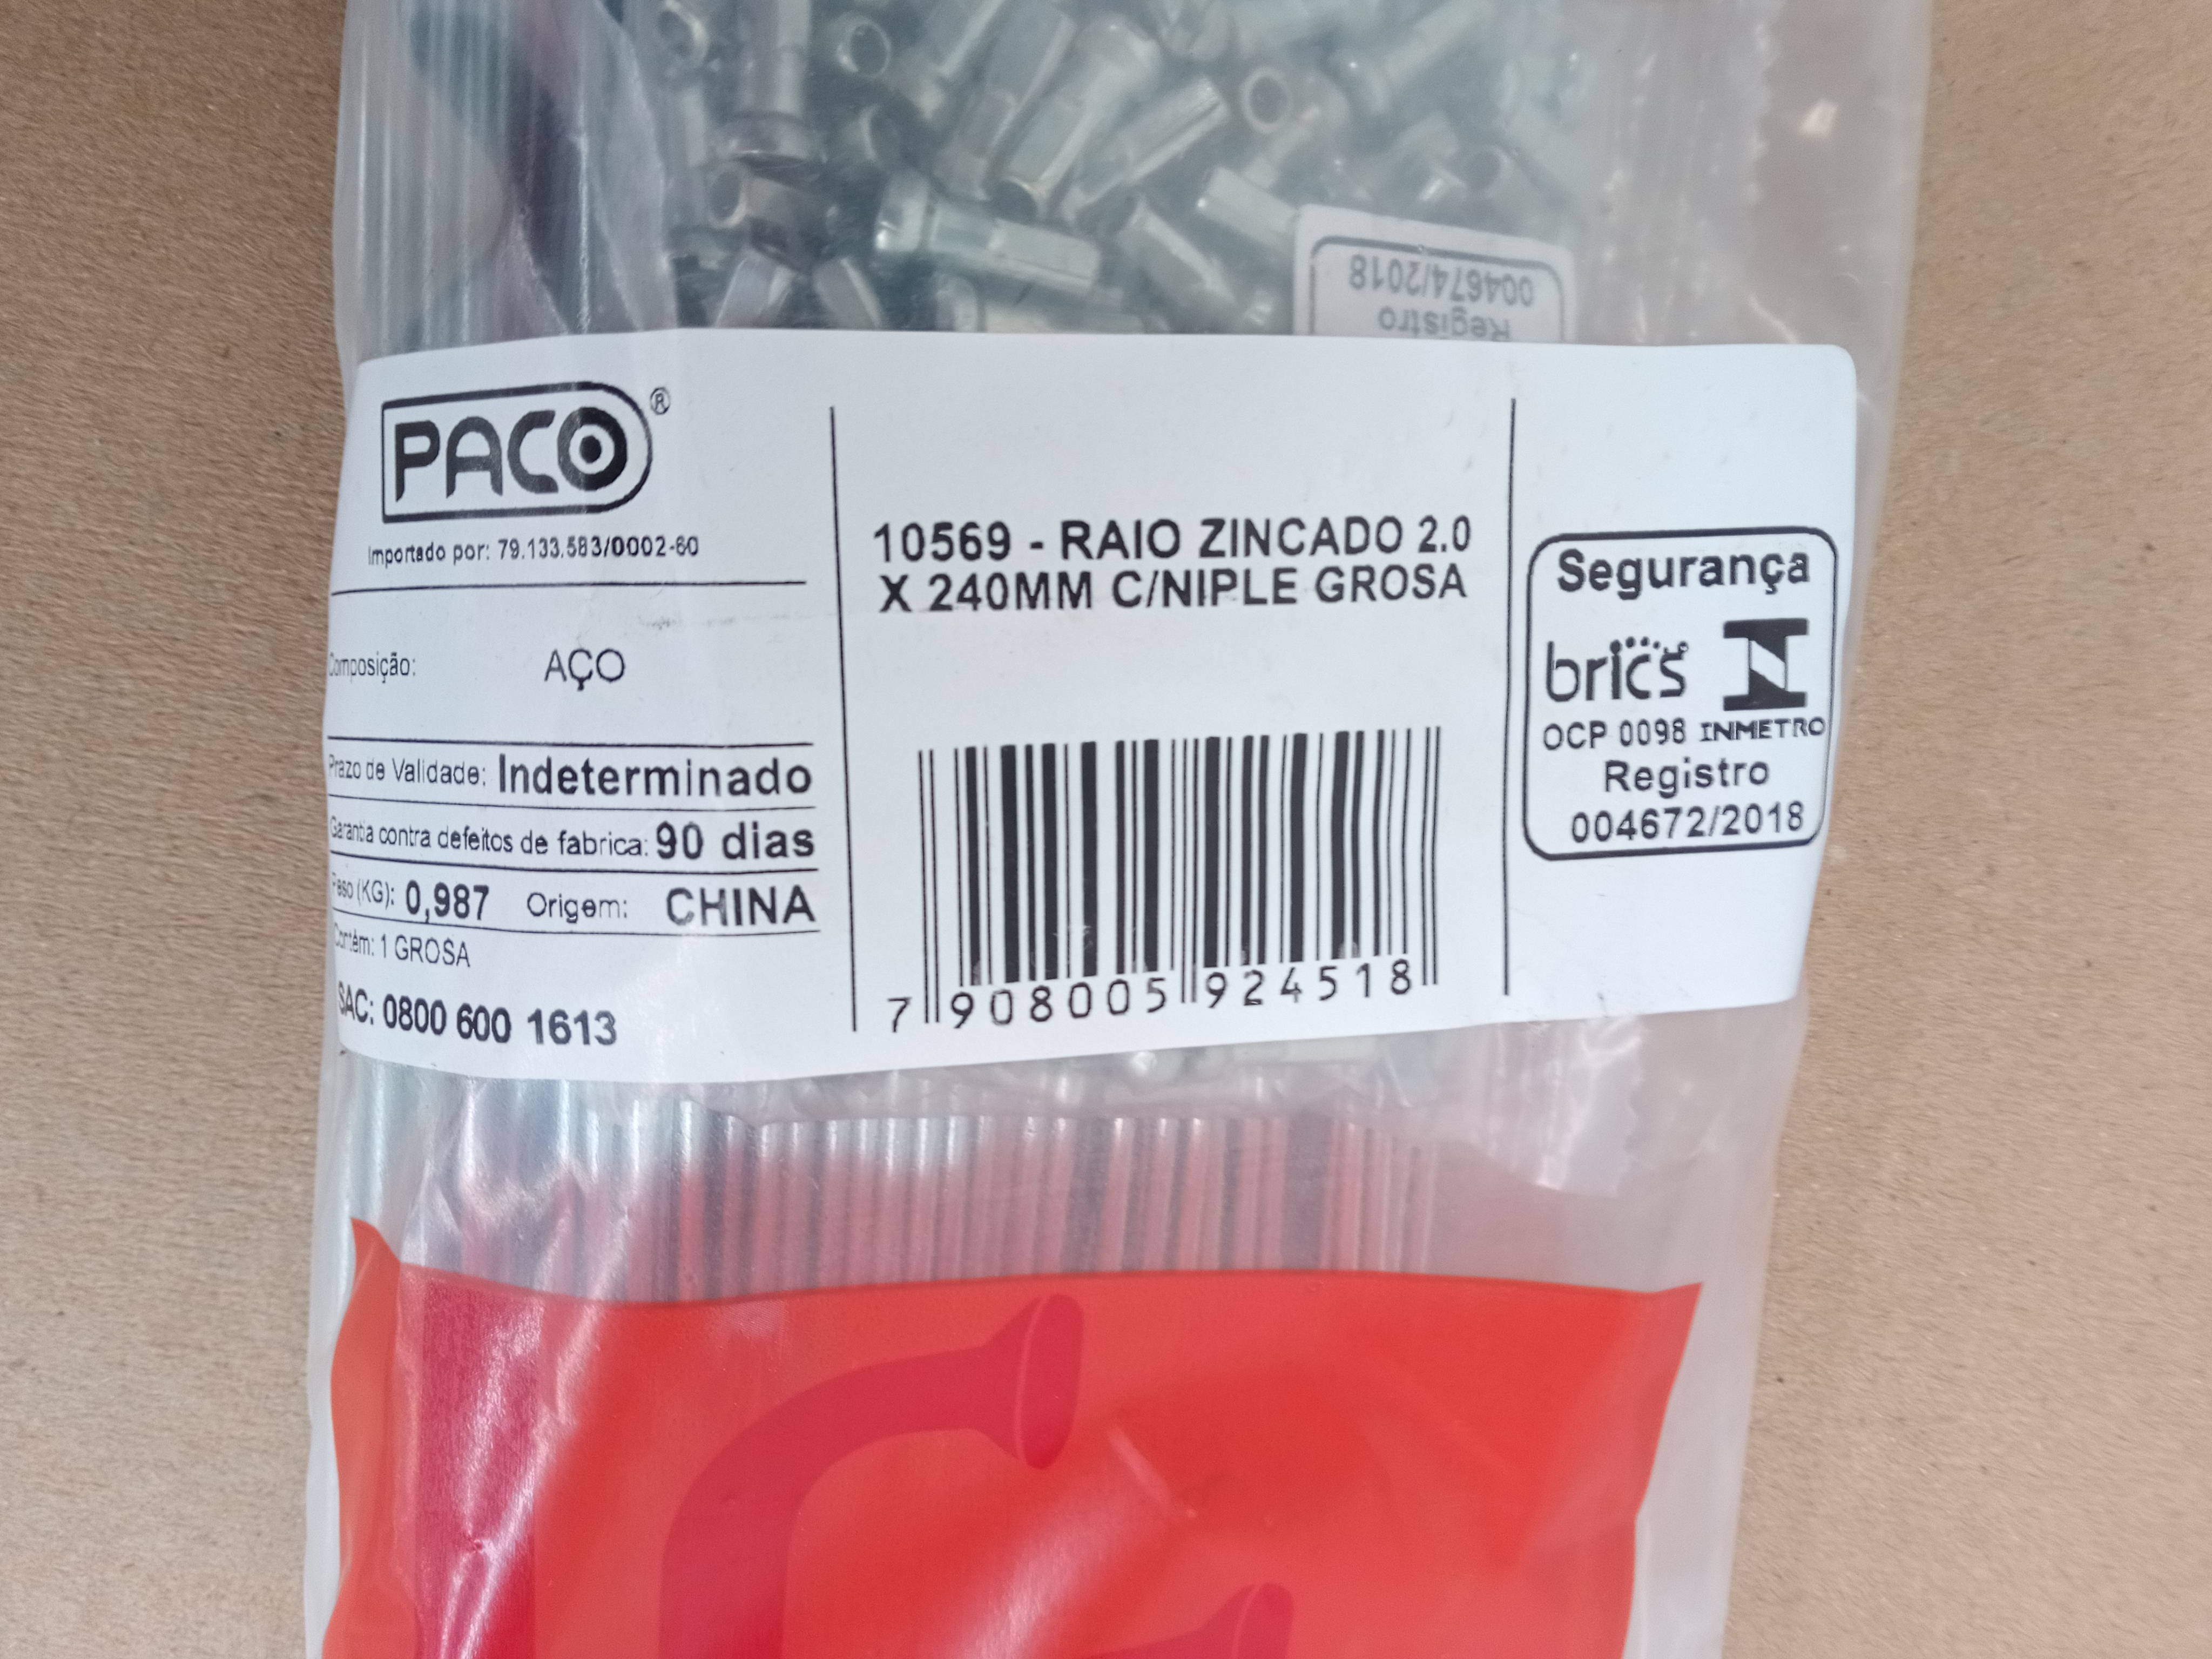 004674/2018
Registro
PACO®
Importado por: 79.133.583/0002-60
Composição: AÇO
Prazo de Validade: Indeterminado
Garantia contra defeitos de fabrica: 90 dias
Peso (KG): 0,987 Origem: CHINA
Contém: 1 GROSA
SAC: 0800 600 1613
10569 - RAIO ZINCADO 2.0
X 240MM C/NIPLE GROSA
7 908005 924518
Segurança
brics
OCP 0098 INMETRO
Registro
004672/2018